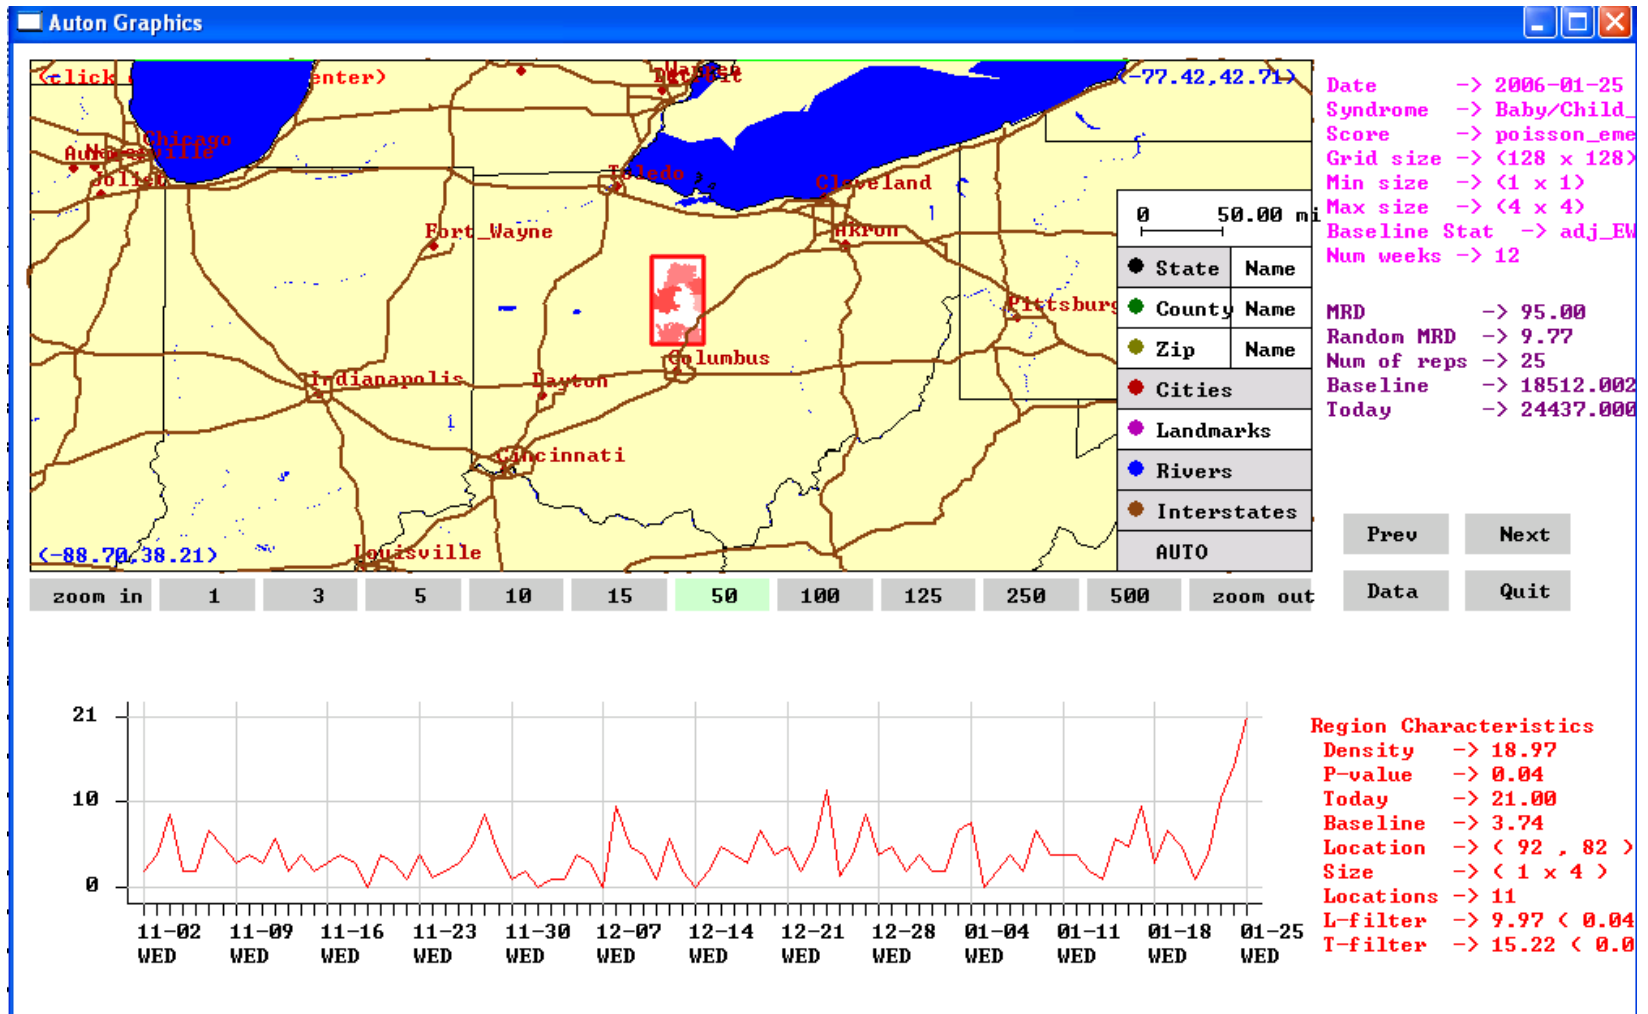 Auton Graphics
(click
enter)
Warren
Detroit
(-77.42,42.71)
Chicago
Joliet
Toledo
Cleveland
Fort_Wayne
Akron
Pittsburg
Columbus
Indianapolis
Dayton
Cincinnati
Louisville
(-88.70,38.21)
0 50.00 mi
State Name
County Name
Zip Name
Cities
Landmarks
Rivers
Interstates
AUTO
zoom in 1 3 5 10 15 50 100 125 250 500 zoom out
Date -> 2006-01-25
Syndrome -> Baby/Child_
Score -> poisson_eme
Grid size -> (128 x 128)
Min size -> (1 x 1)
Max size -> (4 x 4)
Baseline Stat -> adj_EW
Num weeks -> 12
MRD -> 95.00
Random MRD -> 9.77
Num of reps -> 25
Baseline -> 18512.002
Today -> 24437.000
Prev Next
Data Quit
21
10
0
11-02 11-09 11-16 11-23 11-30 12-07 12-14 12-21 12-28 01-04 01-11 01-18 01-25
WED WED WED WED WED WED WED WED WED WED WED WED WED
Region Characteristics
Density -> 18.97
P-value -> 0.04
Today -> 21.00
Baseline -> 3.74
Location -> ( 92 , 82 )
Size -> ( 1 x 4 )
Locations -> 11
L-filter -> 9.97 ( 0.04
T-filter -> 15.22 ( 0.0